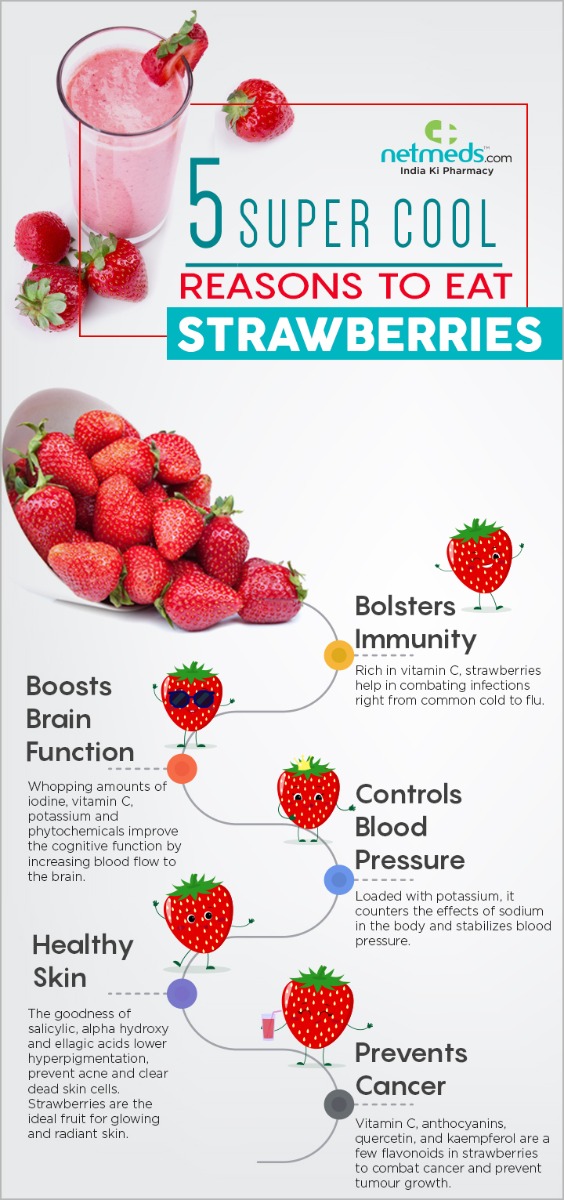 netmeds.com
India Ki Pharmacy
5 SUPER COOL
REASONS TO EAT
STRAWBERRIES
Bolsters
Immunity
Rich in vitamin C, strawberries
help in combating infections
right from common cold to flu.
Boosts
Brain
Function
Whopping amounts of
iodine, vitamin C,
potassium and
phytochemicals improve
the cognitive function by
increasing blood flow to
the brain.
Controls
Blood
Pressure
Loaded with potassium, it
counters the effects of sodium
in the body and stabilizes blood
pressure.
Healthy
Skin
The goodness of
salicylic, alpha hydroxy
and ellagic acids lower
hyperpigmentation,
prevent acne and clear
dead skin cells.
Strawberries are the
ideal fruit for glowing
and radiant skin.
Prevents
Cancer
Vitamin C, anthocyanins,
quercetin, and kaempferol are a
few flavonoids in strawberries
to combat cancer and prevent
tumour growth.